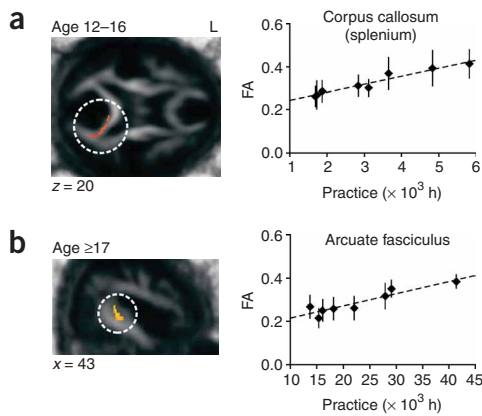 a
Age 12–16 L
z = 20
Corpus callosum
(splenium)
FA
0.6
0.4
0.2
0.0
1 2 3 4 5 6
Practice (× 10³ h)
b
Age ≥17
x = 43
Arcuate fasciculus
FA
0.6
0.4
0.2
0
10 15 20 25 30 35 40 45
Practice (× 10³ h)